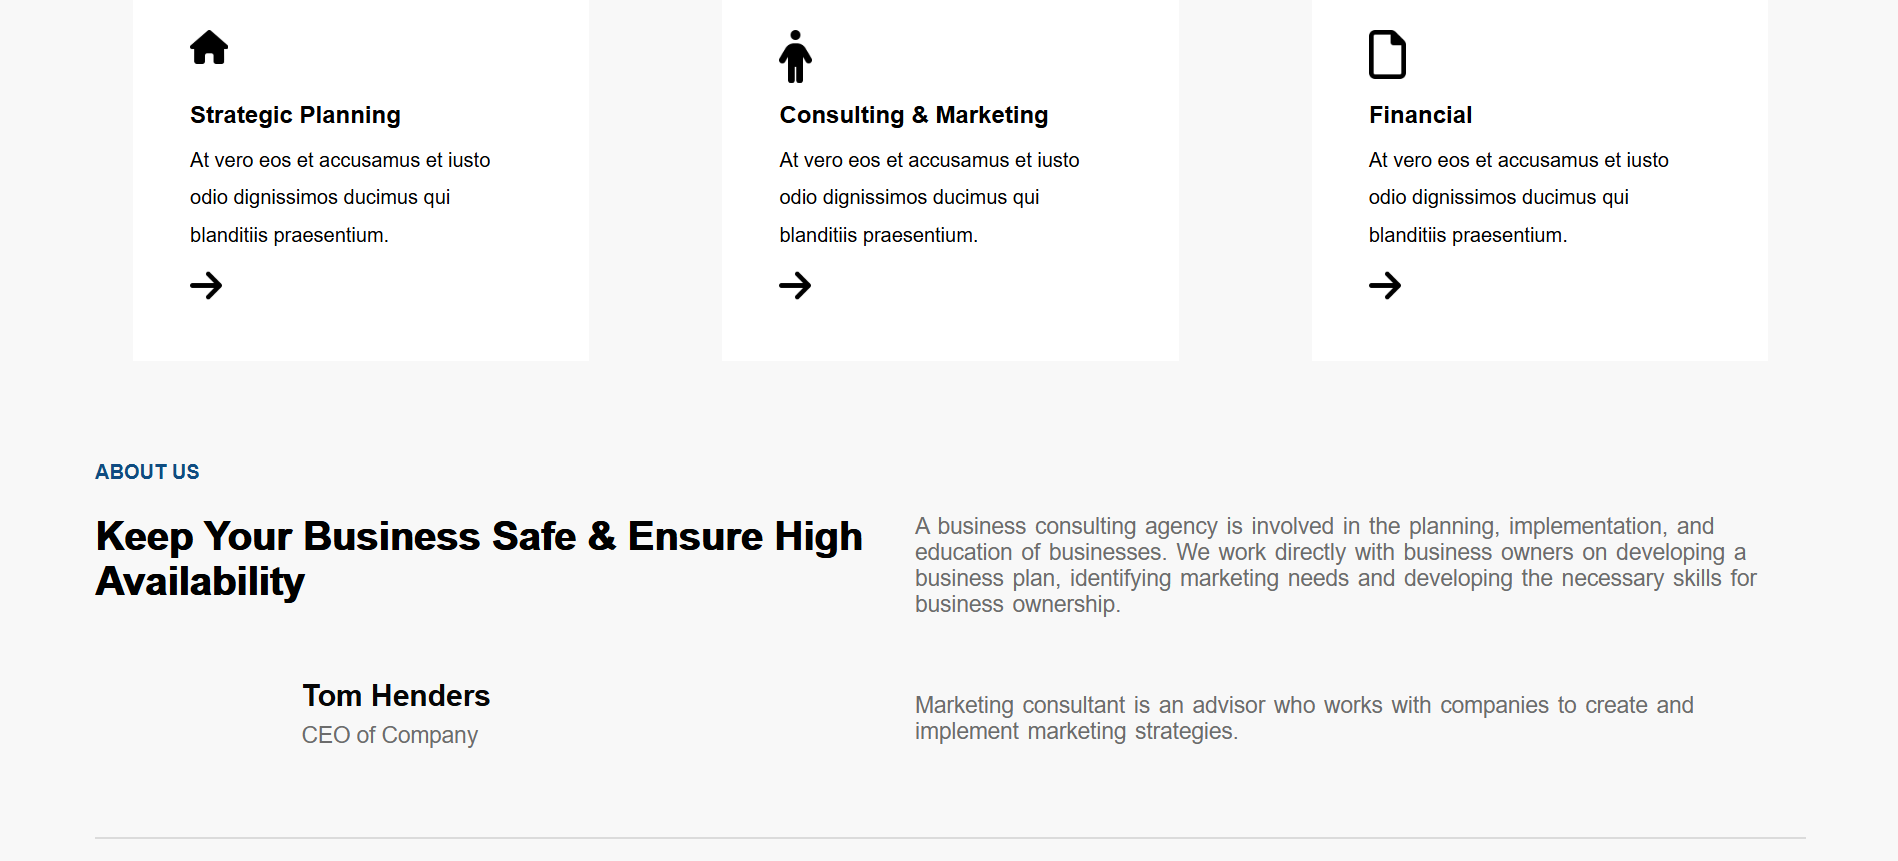 Strategic Planning
At vero eos et accusamus et iusto
odio dignissimos ducimus qui
blanditiis praesentium.
Consulting & Marketing
At vero eos et accusamus et iusto
odio dignissimos ducimus qui
blanditiis praesentium.
Financial
At vero eos et accusamus et iusto
odio dignissimos ducimus qui
blanditiis praesentium.
ABOUT US
Keep Your Business Safe & Ensure High
Availability
A business consulting agency is involved in the planning, implementation, and
education of businesses. We work directly with business owners on developing a
business plan, identifying marketing needs and developing the necessary skills for
business ownership.
Tom Henders
CEO of Company
Marketing consultant is an advisor who works with companies to create and
implement marketing strategies.